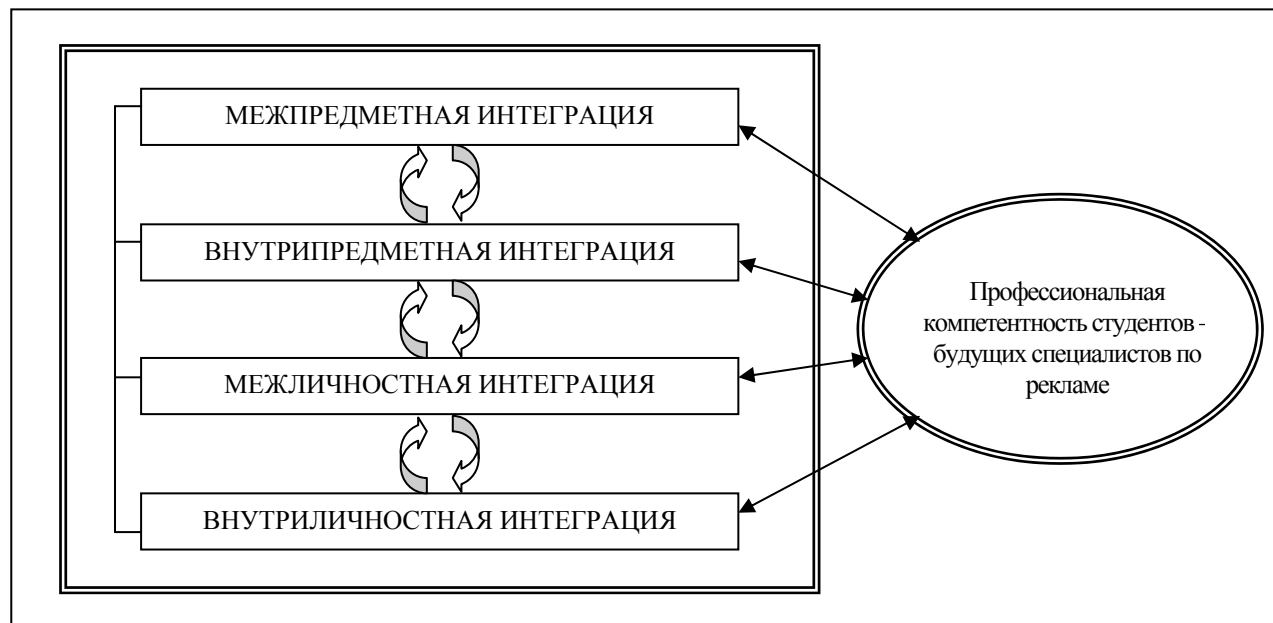 МЕЖПРЕДМЕТНАЯ ИНТЕГРАЦИЯ
ВНУТРИПРЕДМЕТНАЯ ИНТЕГРАЦИЯ
МЕЖЛИЧНОСТНАЯ ИНТЕГРАЦИЯ
ВНУТРИЛИЧНОСТНАЯ ИНТЕГРАЦИЯ
Профессиональная
компетентность студентов -
будущих специалистов по
рекламе